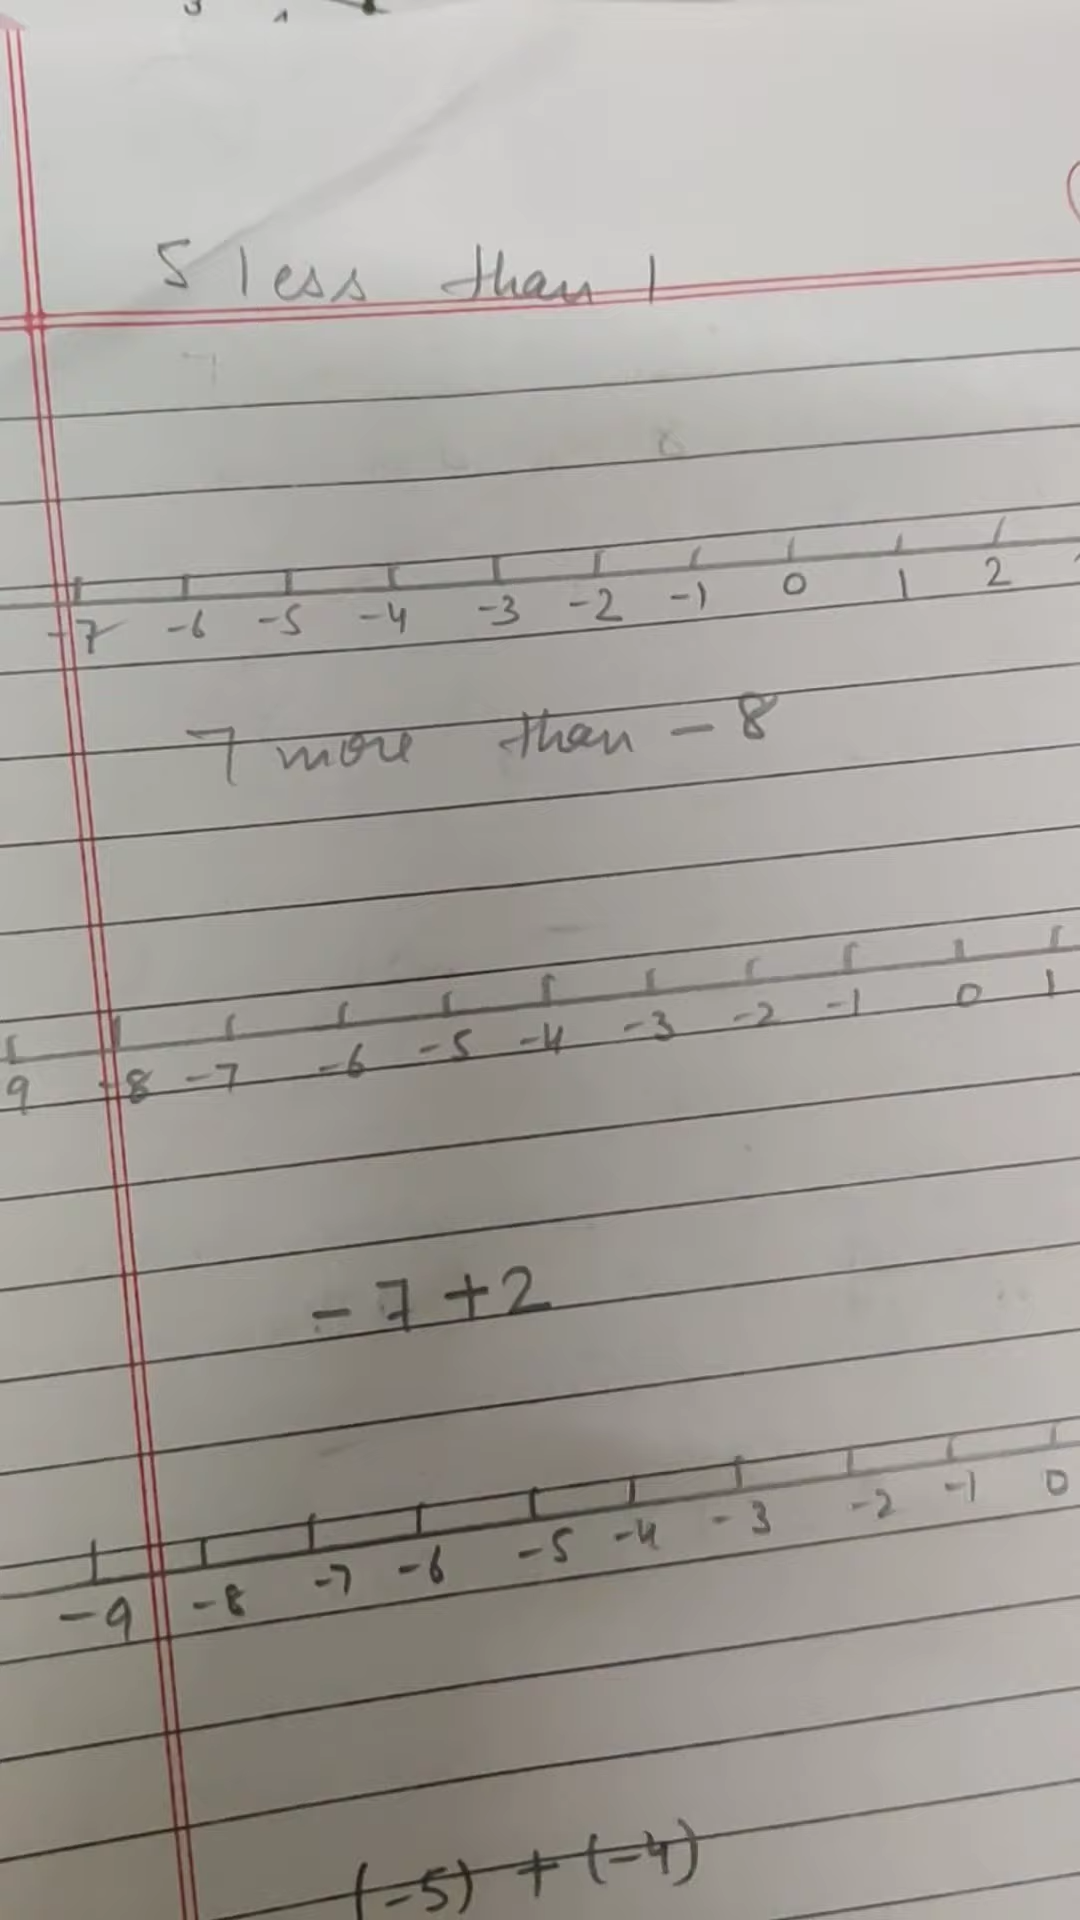 5 less than 1
-7 -6 -5 -4 -3 -2 -1 0 1 2
7 more than -8
9 -8 -7 -6 -5 -4 -3 -2 -1 0 1
-7+2
-9 -8 -7 -6 -5 -4 -3 -2 -1 0
(-5) + (-4)